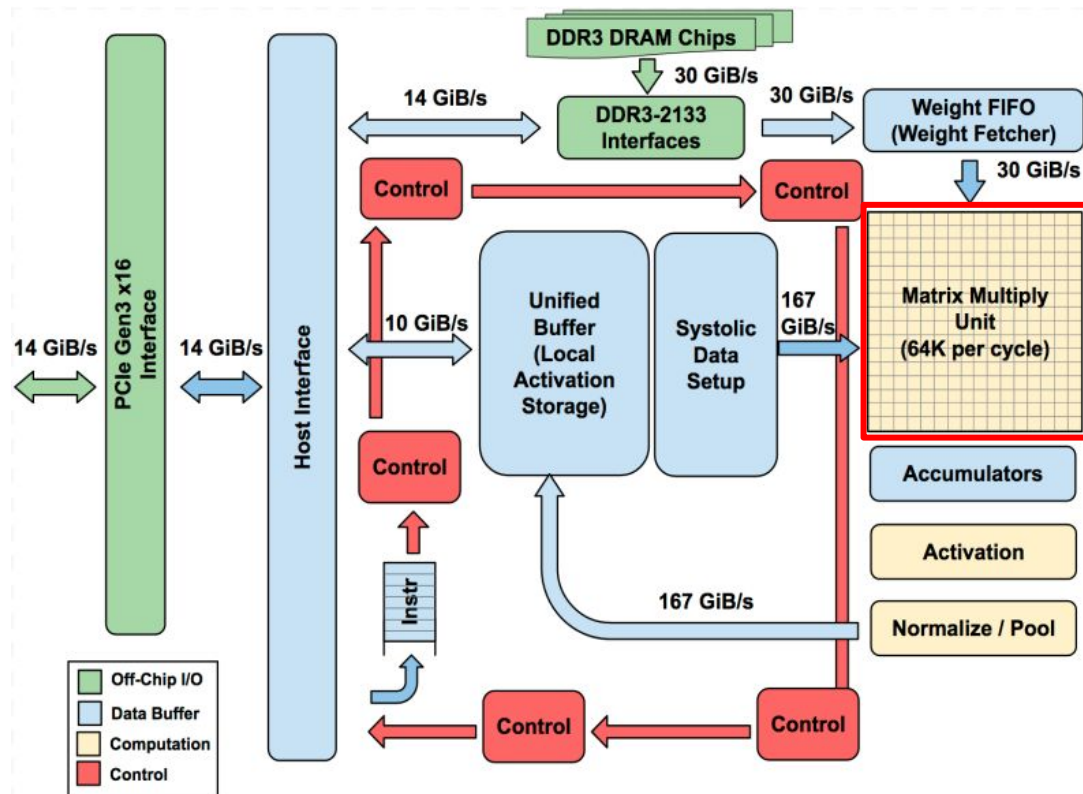 DDR3 DRAM Chips
30 GiB/s
14 GiB/s
DDR3-2133
Interfaces
30 GiB/s
Weight FIFO
(Weight Fetcher)
30 GiB/s
Control
Control
PCIe Gen3 x16
Interface
14 GiB/s
14 GiB/s
Host Interface
10 GiB/s
Unified
Buffer
(Local
Activation
Storage)
Systolic
Data
Setup
167
GiB/s
Matrix Multiply
Unit
(64K per cycle)
Control
Accumulators
Activation
Instr
167 GiB/s
Normalize / Pool
Control
Control
Off-Chip I/O
Data Buffer
Computation
Control